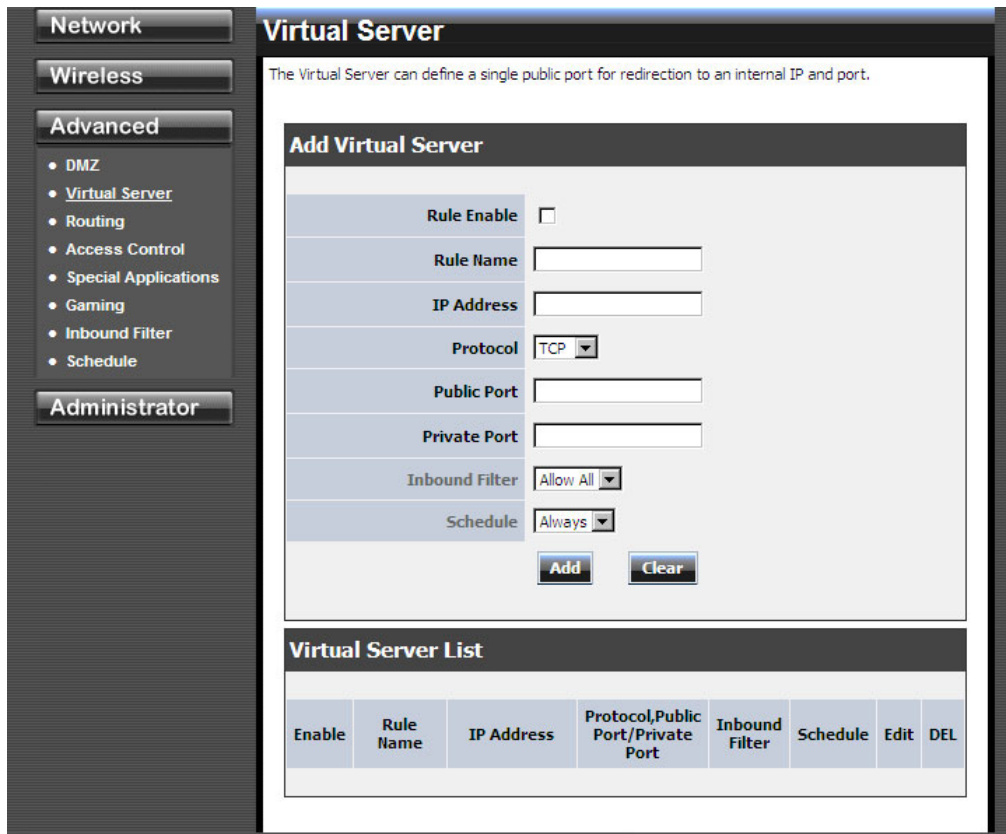 Network
Wireless
Advanced
• DMZ
• Virtual Server
• Routing
• Access Control
• Special Applications
• Gaming
• Inbound Filter
• Schedule
Administrator
Virtual Server
The Virtual Server can define a single public port for redirection to an internal IP and port.
Add Virtual Server
Rule Enable
Rule Name
IP Address
Protocol TCP
Public Port
Private Port
Inbound Filter Allow All
Schedule Always
Add Clear
Virtual Server List
Enable Rule Name IP Address Protocol,Public Port/Private Port Inbound Filter Schedule Edit DEL